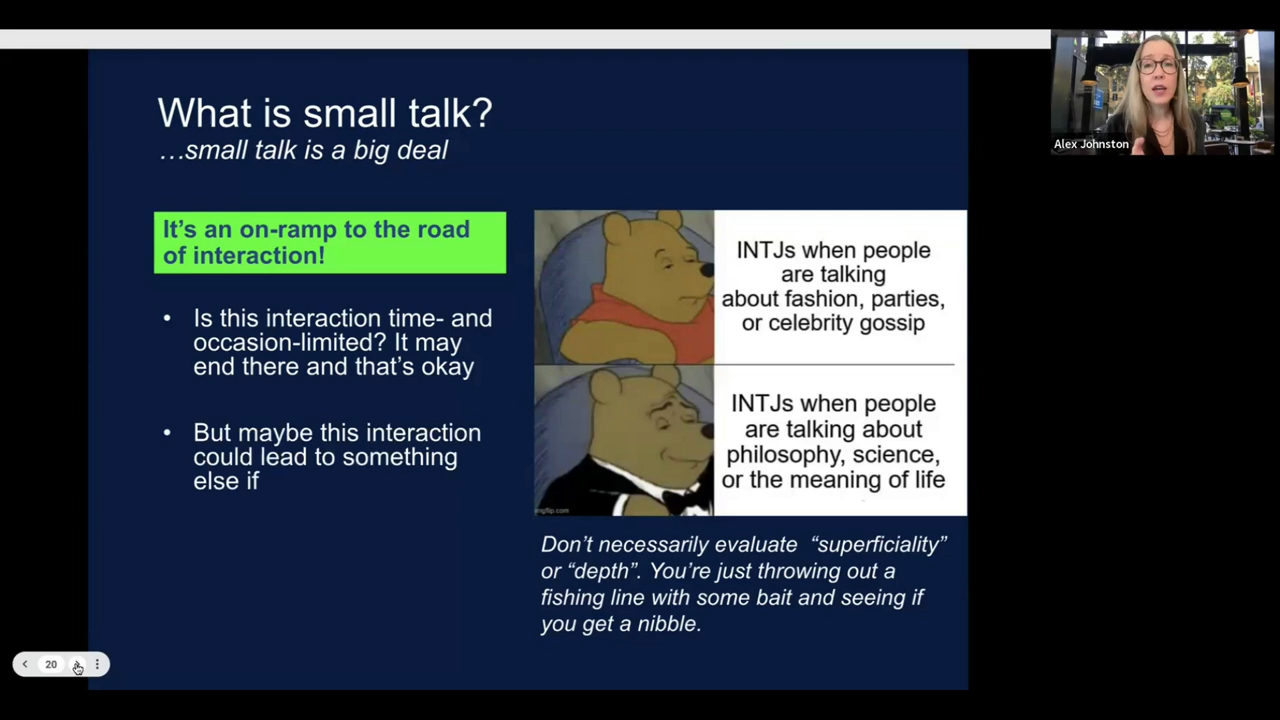 What is small talk?
…small talk is a big deal
It's an on-ramp to the road
of interaction!
• Is this interaction time- and
occasion-limited? It may
end there and that's okay
• But maybe this interaction
could lead to something
else if
INTJs when people
are talking
about fashion, parties,
or celebrity gossip
INTJs when people
are talking about
philosophy, science,
or the meaning of life
imgflip.com
Don't necessarily evaluate “superficiality”
or “depth”. You're just throwing out a
fishing line with some bait and seeing if
you get a nibble.
Alex Johnston
20